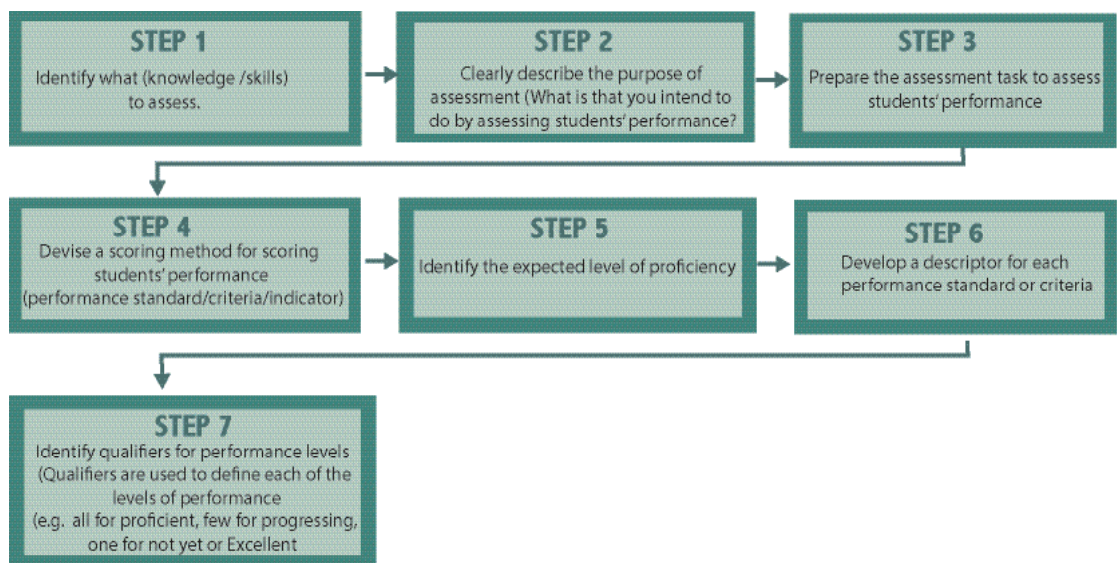 STEP 1
Identify what (knowledge /skills)
to assess.
STEP 2
Clearly describe the purpose of
assessment (What is that you intend to
do by assessing students' performance?
STEP 3
Prepare the assessment task to assess
students' performance
STEP 4
Devise a scoring method for scoring
students' performance
(performance standard/criteria/indicator)
STEP 5
Identify the expected level of proficiency
STEP 6
Develop a descriptor for each
performance standard or criteria
STEP 7
Identify qualifiers for performance levels
(Qualifiers are used to define each of the
levels of performance
(e.g. all for proficient, few for progressing,
one for not yet or Excellent